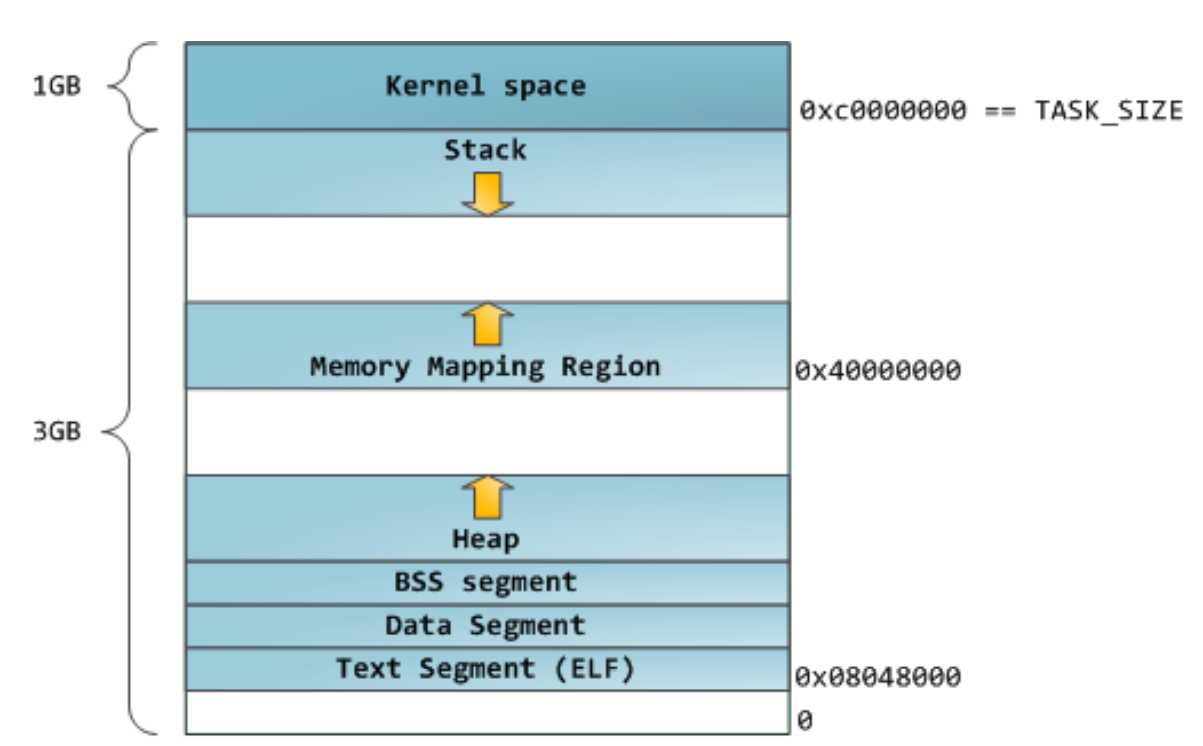 1GB
Kernel space
0xc0000000 == TASK_SIZE
Stack
Memory Mapping Region
0x40000000
3GB
Heap
BSS segment
Data Segment
Text Segment (ELF)
0x08048000
0